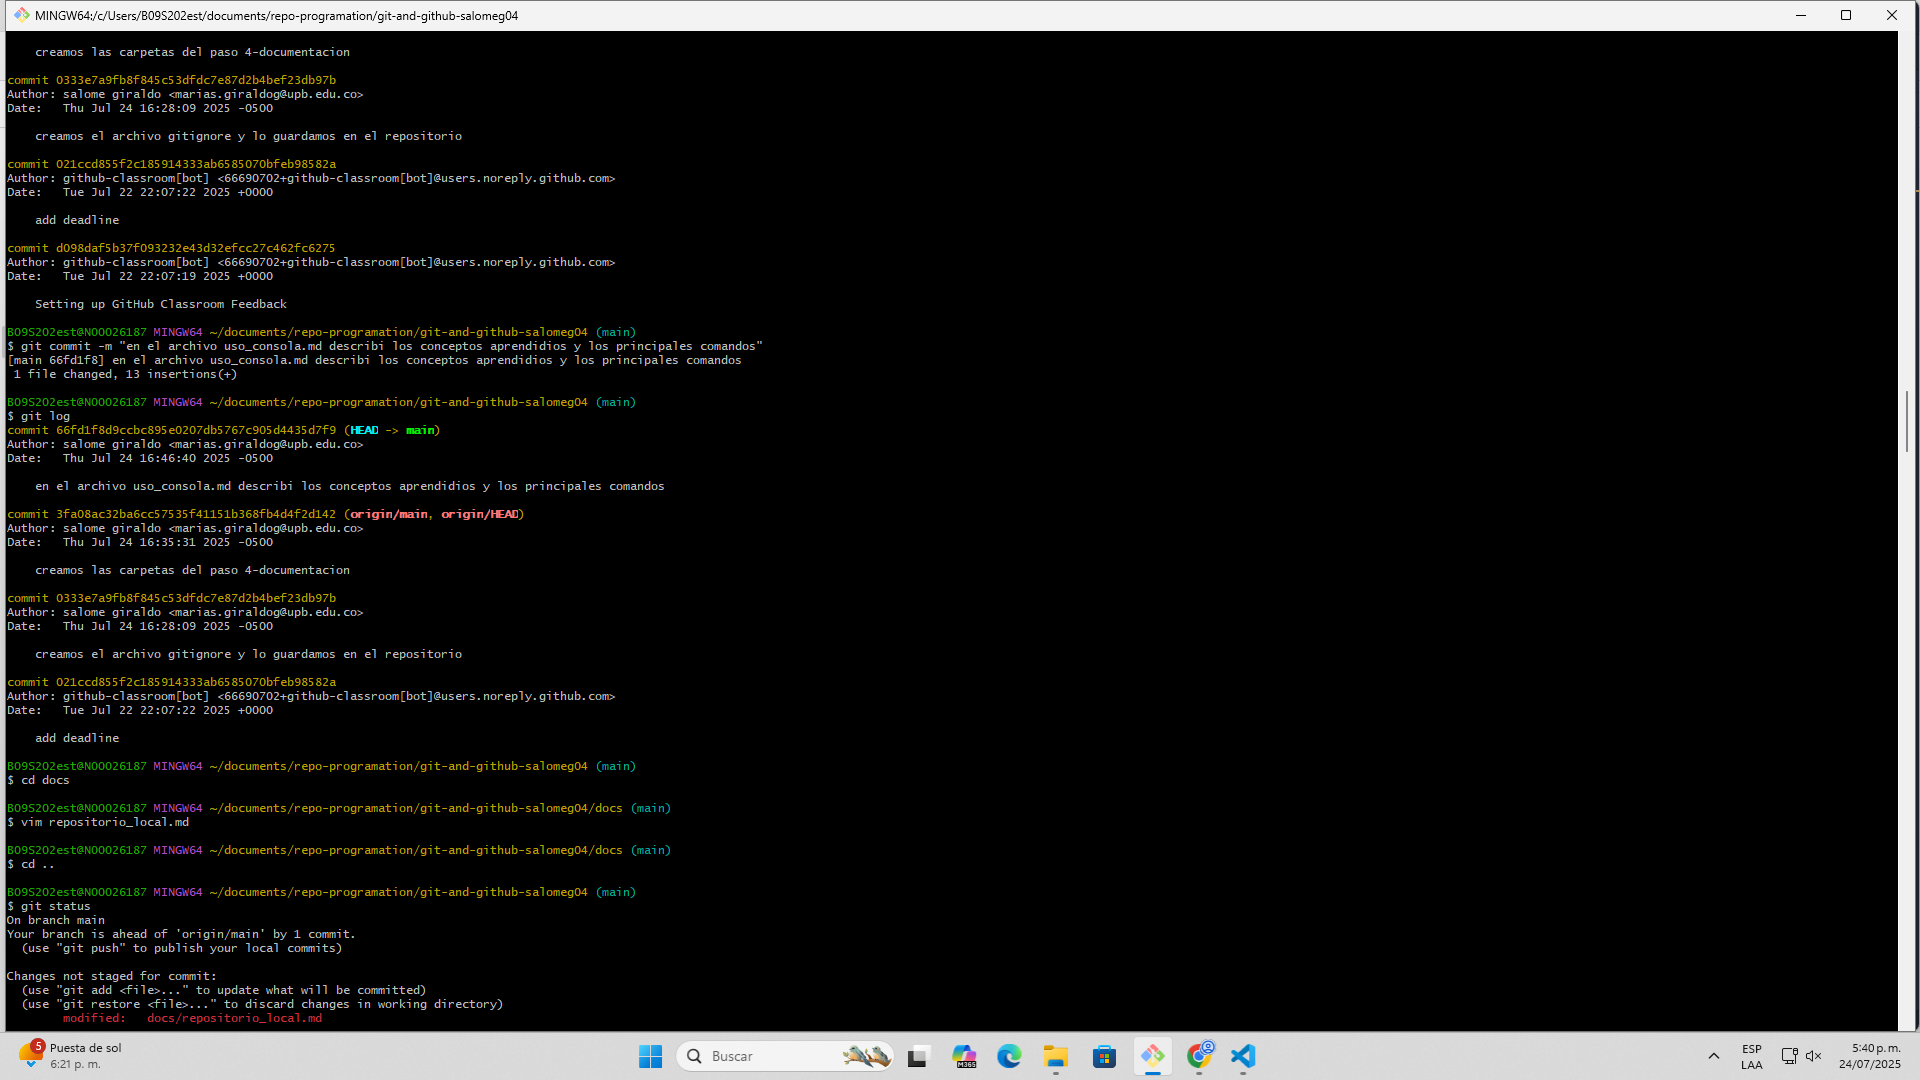 MINGW64:/c/Users/B09S202est/documents/repo-programation/git-and-github-salomeg04
creamos las carpetas del paso 4-documentacion
commit 0333e7a9fb8f845c53dfdc7e87d2b4bef23db97b
Author: salome giraldo <marias.giraldog@upb.edu.co>
Date:   Thu Jul 24 16:28:09 2025 -0500
creamos el archivo gitignore y lo guardamos en el repositorio
commit 021ccd855f2c185914333ab6585070bfeb98582a
Author: github-classroom[bot] <66690702+github-classroom[bot]@users.noreply.github.com>
Date:   Tue Jul 22 22:07:22 2025 +0000
add deadline
commit d098daf5b37f093232e43d32efcc27c462fc6275
Author: github-classroom[bot] <66690702+github-classroom[bot]@users.noreply.github.com>
Date:   Tue Jul 22 22:07:19 2025 +0000
Setting up GitHub Classroom Feedback
B09S202est@N00026187 MINGW64 ~/documents/repo-programation/git-and-github-salomeg04 (main)
$ git commit -m "en el archivo uso_consola.md describi los conceptos aprendidios y los principales comandos"
[main 66fd1f8] en el archivo uso_consola.md describi los conceptos aprendidios y los principales comandos
1 file changed, 13 insertions(+)
B09S202est@N00026187 MINGW64 ~/documents/repo-programation/git-and-github-salomeg04 (main)
$ git log
commit 66fd1f8d9ccbc895e0207db5767c905d4435d7f9 (HEAD -> main)
Author: salome giraldo <marias.giraldog@upb.edu.co>
Date:   Thu Jul 24 16:46:40 2025 -0500
en el archivo uso_consola.md describi los conceptos aprendidios y los principales comandos
commit 3fa08ac32ba6cc57535f41151b368fb4d4f2d142 (origin/main, origin/HEAD)
Author: salome giraldo <marias.giraldog@upb.edu.co>
Date:   Thu Jul 24 16:35:31 2025 -0500
creamos las carpetas del paso 4-documentacion
commit 0333e7a9fb8f845c53dfdc7e87d2b4bef23db97b
Author: salome giraldo <marias.giraldog@upb.edu.co>
Date:   Thu Jul 24 16:28:09 2025 -0500
creamos el archivo gitignore y lo guardamos en el repositorio
commit 021ccd855f2c185914333ab6585070bfeb98582a
Author: github-classroom[bot] <66690702+github-classroom[bot]@users.noreply.github.com>
Date:   Tue Jul 22 22:07:22 2025 +0000
add deadline
B09S202est@N00026187 MINGW64 ~/documents/repo-programation/git-and-github-salomeg04 (main)
$ cd docs
B09S202est@N00026187 MINGW64 ~/documents/repo-programation/git-and-github-salomeg04/docs (main)
$ vim repositorio_local.md
B09S202est@N00026187 MINGW64 ~/documents/repo-programation/git-and-github-salomeg04/docs (main)
$ cd ..
B09S202est@N00026187 MINGW64 ~/documents/repo-programation/git-and-github-salomeg04 (main)
$ git status
On branch main
Your branch is ahead of 'origin/main' by 1 commit.
(use "git push" to publish your local commits)
Changes not staged for commit:
(use "git add <file>..." to update what will be committed)
(use "git restore <file>..." to discard changes in working directory)
modified:   docs/repositorio_local.md
5
Puesta de sol
6:21 p. m.
Buscar
M365
ESP
LAA
5:40 p. m.
24/07/2025